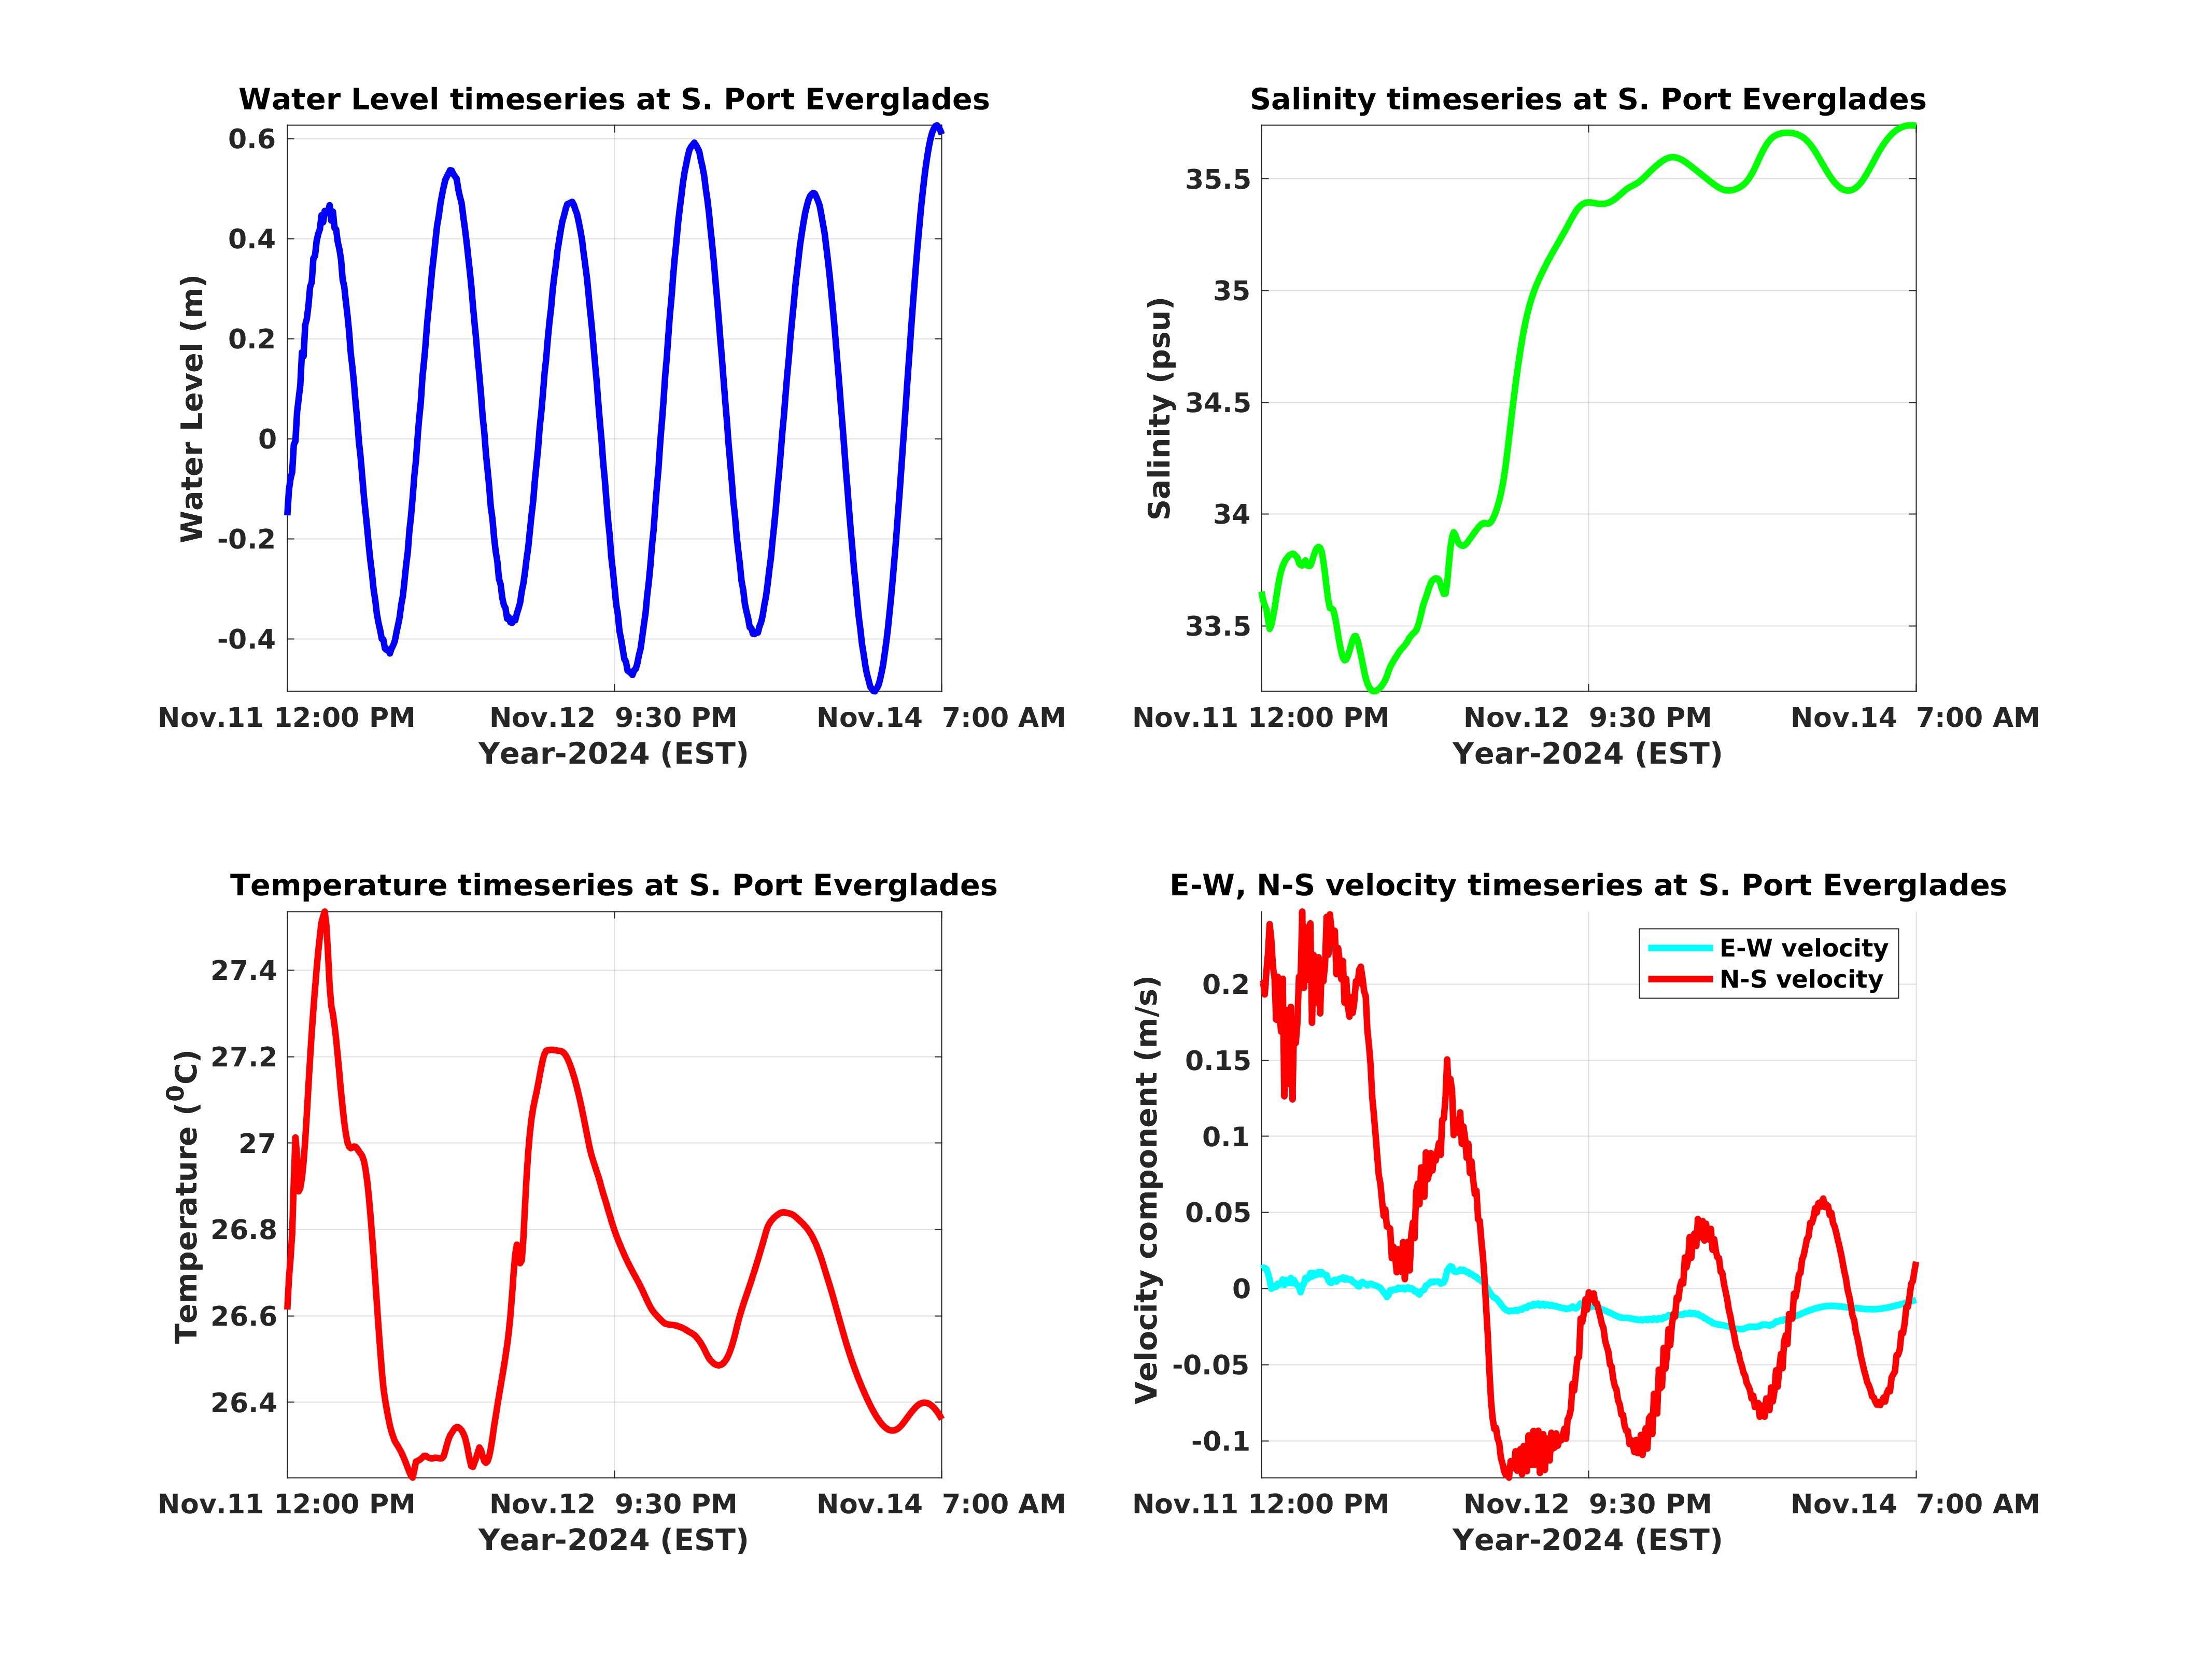 Water Level timeseries at S. Port Everglades
Water Level (m)
0.6
0.4
0.2
0
-0.2
-0.4
Nov.11 12:00 PM
Nov.12  9:30 PM
Nov.14  7:00 AM
Year-2024 (EST)
Salinity timeseries at S. Port Everglades
Salinity (psu)
35.5
35
34.5
34
33.5
Nov.11 12:00 PM
Nov.12  9:30 PM
Nov.14  7:00 AM
Year-2024 (EST)
Temperature timeseries at S. Port Everglades
Temperature (⁰C)
27.4
27.2
27
26.8
26.6
26.4
Nov.11 12:00 PM
Nov.12  9:30 PM
Nov.14  7:00 AM
Year-2024 (EST)
E-W, N-S velocity timeseries at S. Port Everglades
Velocity component (m/s)
0.2
0.15
0.1
0.05
0
-0.05
-0.1
E-W velocity
N-S velocity
Nov.11 12:00 PM
Nov.12  9:30 PM
Nov.14  7:00 AM
Year-2024 (EST)